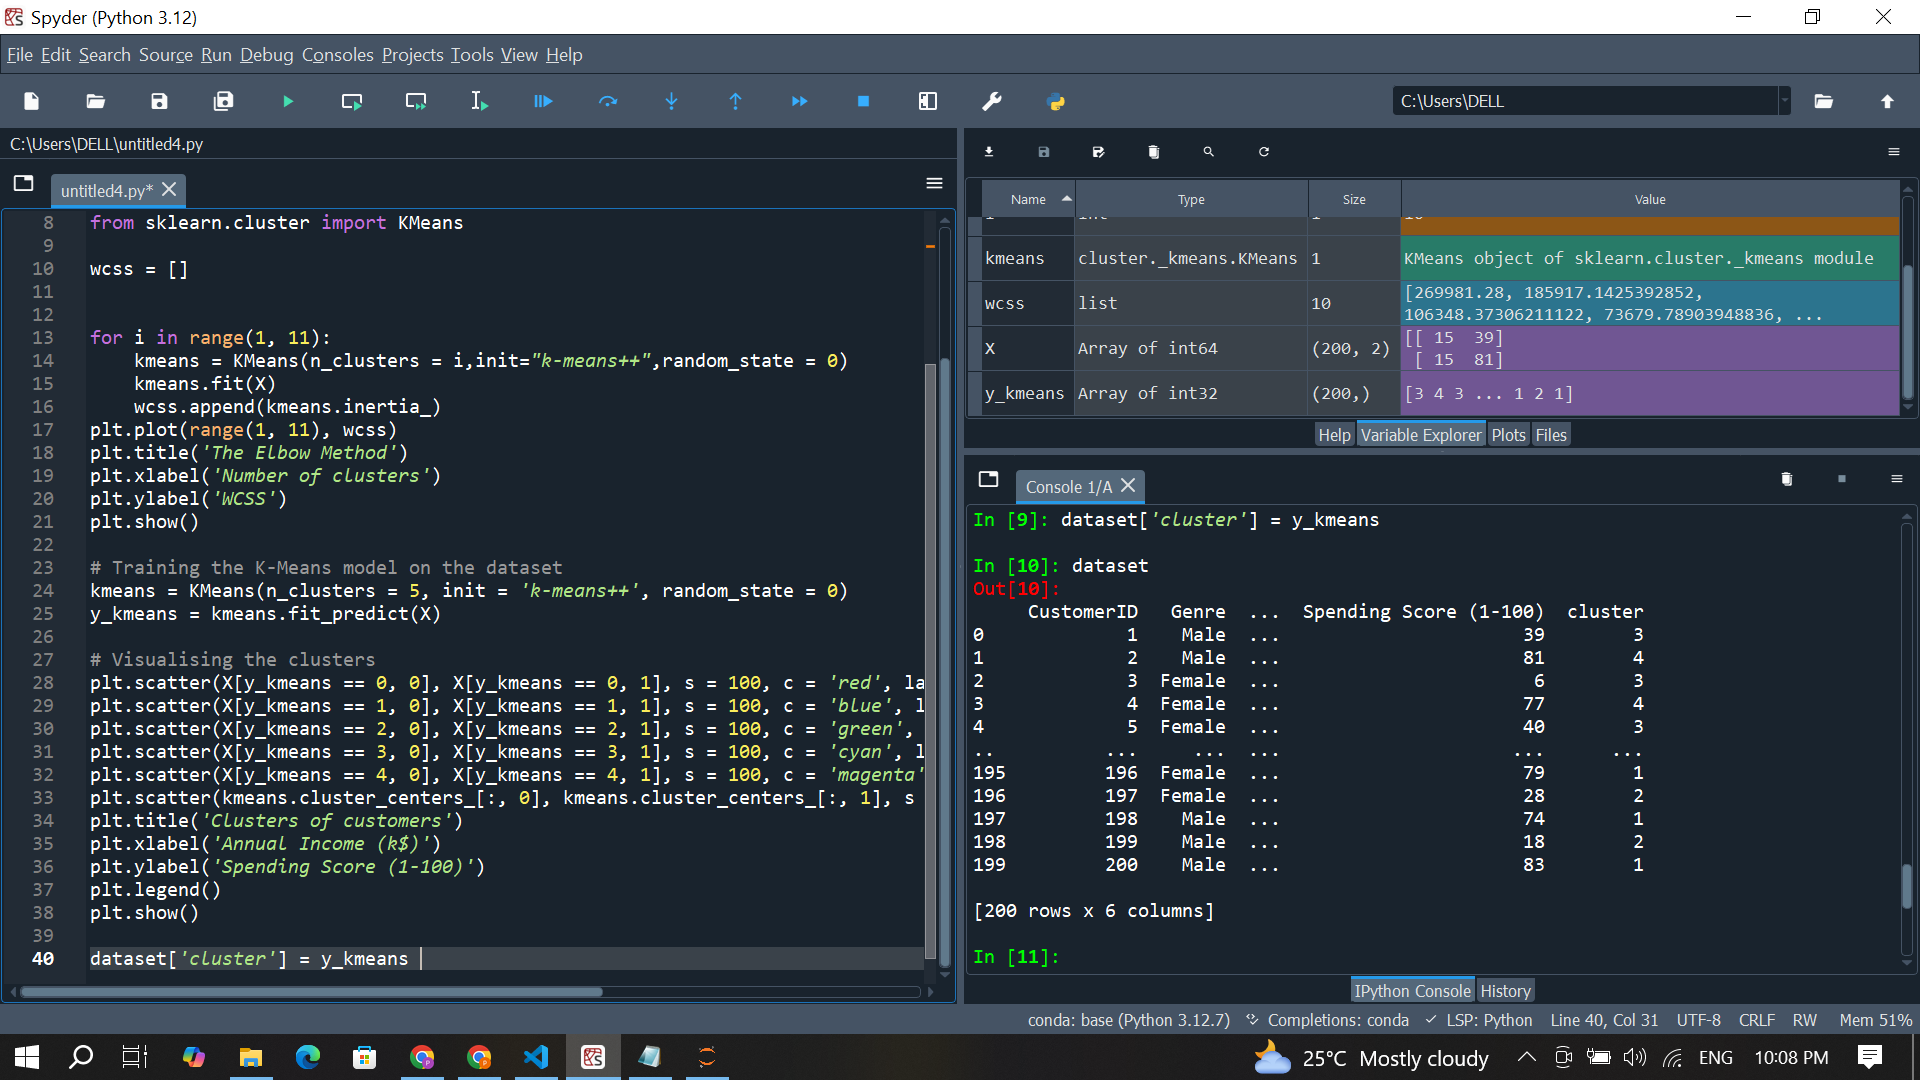 Spyder (Python 3.12)
File Edit Search Source Run Debug Consoles Projects Tools View Help
C:\Users\DELL
C:\Users\DELL\untitled4.py
untitled4.py*
8 from sklearn.cluster import KMeans
9
10 wcss = []
11
12
13 for i in range(1, 11):
14     kmeans = KMeans(n_clusters = i,init="k-means++",random_state = 0)
15     kmeans.fit(X)
16     wcss.append(kmeans.inertia_)
17 plt.plot(range(1, 11), wcss)
18 plt.title('The Elbow Method')
19 plt.xlabel('Number of clusters')
20 plt.ylabel('WCSS')
21 plt.show()
22
23 # Training the K-Means model on the dataset
24 kmeans = KMeans(n_clusters = 5, init = 'k-means++', random_state = 0)
25 y_kmeans = kmeans.fit_predict(X)
26
27 # Visualising the clusters
28 plt.scatter(X[y_kmeans == 0, 0], X[y_kmeans == 0, 1], s = 100, c = 'red', la
29 plt.scatter(X[y_kmeans == 1, 0], X[y_kmeans == 1, 1], s = 100, c = 'blue', l
30 plt.scatter(X[y_kmeans == 2, 0], X[y_kmeans == 2, 1], s = 100, c = 'green',
31 plt.scatter(X[y_kmeans == 3, 0], X[y_kmeans == 3, 1], s = 100, c = 'cyan', l
32 plt.scatter(X[y_kmeans == 4, 0], X[y_kmeans == 4, 1], s = 100, c = 'magenta'
33 plt.scatter(kmeans.cluster_centers_[:, 0], kmeans.cluster_centers_[:, 1], s
34 plt.title('Clusters of customers')
35 plt.xlabel('Annual Income (k$)')
36 plt.ylabel('Spending Score (1-100)')
37 plt.legend()
38 plt.show()
39
40 dataset['cluster'] = y_kmeans
Name Type Size Value
kmeans cluster._kmeans.KMeans 1 KMeans object of sklearn.cluster._kmeans module
wcss list 10 [269981.28, 185917.1425392852,
106348.37306211122, 73679.78903948836, ...
X Array of int64 (200, 2) [[ 15  39]
[ 15  81]
y_kmeans Array of int32 (200,) [3 4 3 ... 1 2 1]
Help Variable Explorer Plots Files
Console 1/A
In [9]: dataset['cluster'] = y_kmeans
In [10]: dataset
Out[10]:
CustomerID Genre ... Spending Score (1-100) cluster
0 1 Male ... 39 3
1 2 Male ... 81 4
2 3 Female ... 6 3
3 4 Female ... 77 4
4 5 Female ... 40 3
.. ... ... ... ... ...
195 196 Female ... 79 1
196 197 Female ... 28 2
197 198 Male ... 74 1
198 199 Male ... 18 2
199 200 Male ... 83 1
[200 rows x 6 columns]
In [11]:
IPython Console History
conda: base (Python 3.12.7) Completions: conda LSP: Python Line 40, Col 31 UTF-8 CRLF RW Mem 51%
25°C Mostly cloudy ENG 10:08 PM